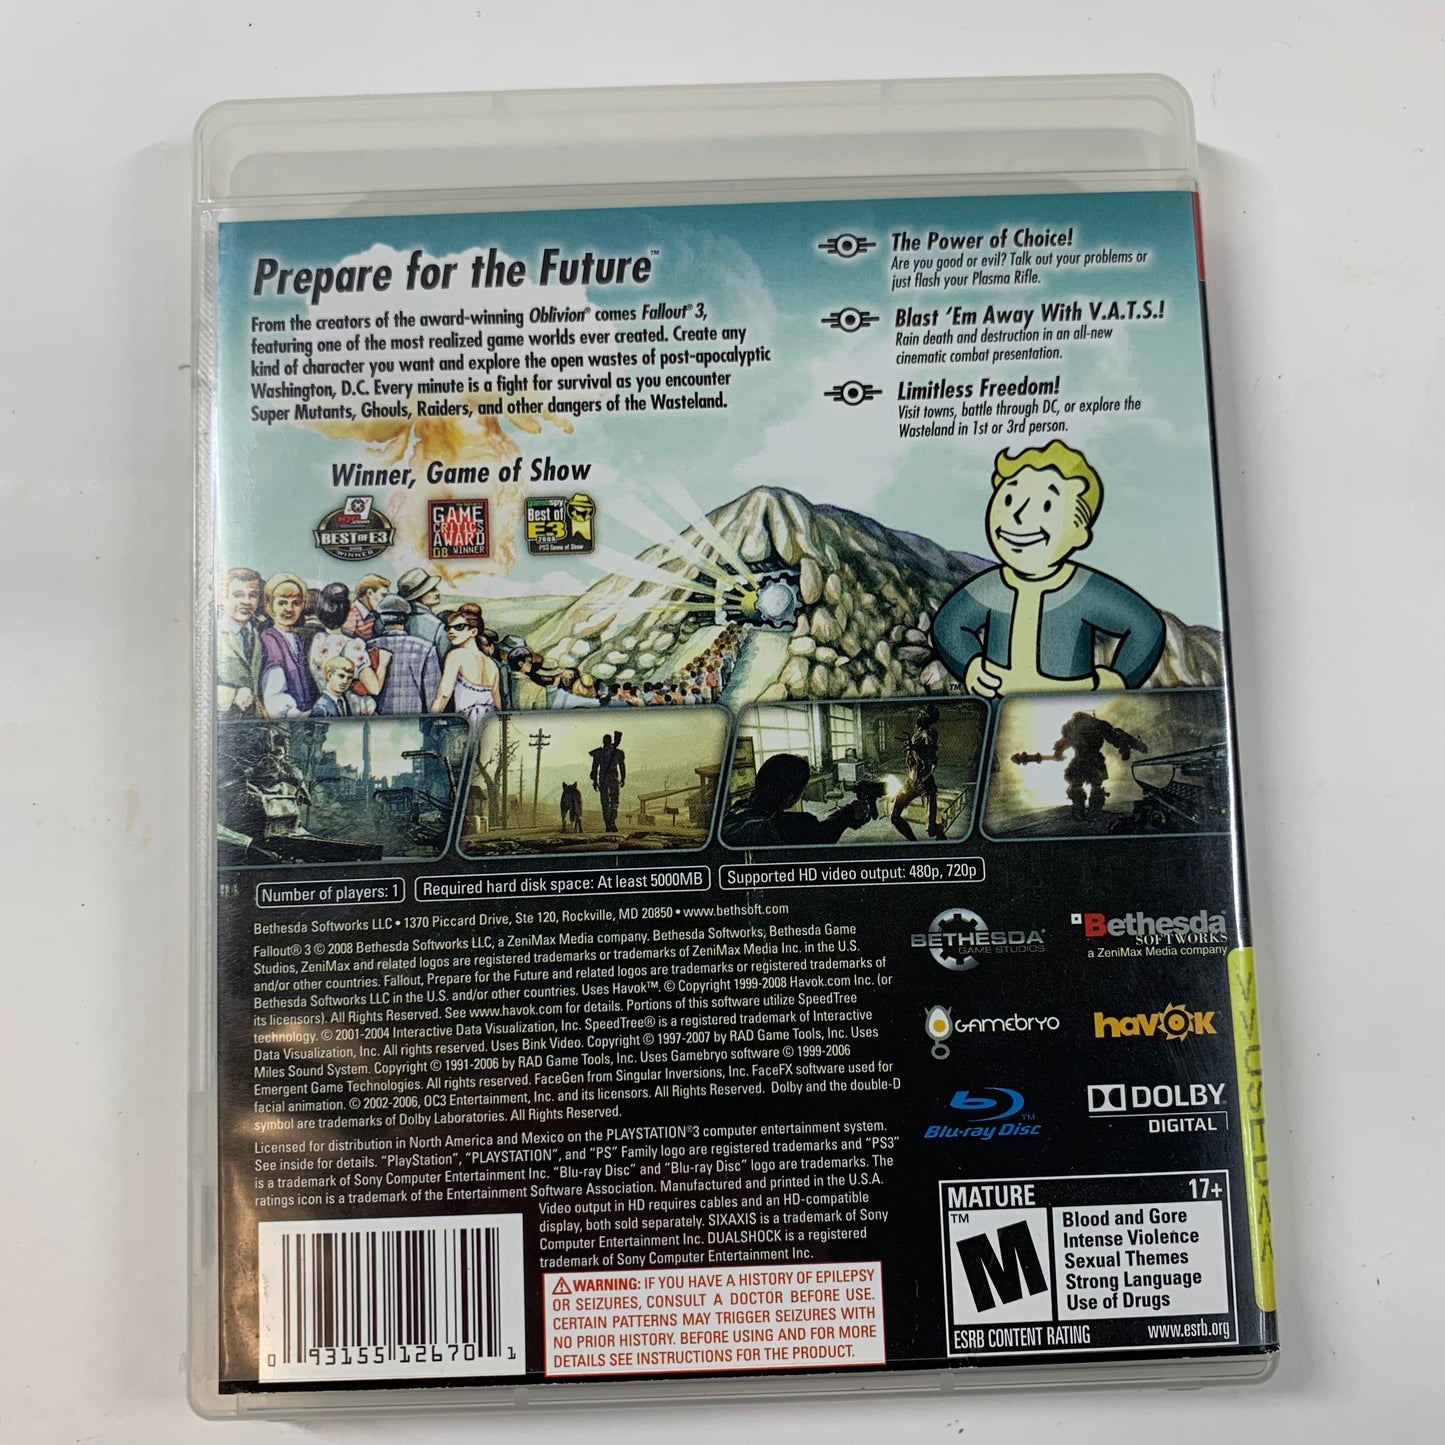 Prepare for the Future™
From the creators of the award-winning Oblivion® comes Fallout® 3,
featuring one of the most realized game worlds ever created. Create any
kind of character you want and explore the open wastes of post-apocalyptic
Washington, D.C. Every minute is a fight for survival as you encounter
Super Mutants, Ghouls, Raiders, and other dangers of the Wasteland.
Winner, Game of Show
BEST OF E3
WINNER
GAME
CRITICS
AWARD
08 WINNER
gamespy
Best of
E3
2008
PS3 Game of Show
The Power of Choice!
Are you good or evil? Talk out your problems or
just flash your Plasma Rifle.
Blast 'Em Away With V.A.T.S.!
Rain death and destruction in an all-new
cinematic combat presentation.
Limitless Freedom!
Visit towns, battle through DC, or explore the
Wasteland in 1st or 3rd person.
TM
Number of players: 1
Required hard disk space: At least 5000MB
Supported HD video output: 480p, 720p
Bethesda Softworks LLC • 1370 Piccard Drive, Ste 120, Rockville, MD 20850 • www.bethsoft.com
Fallout® 3 © 2008 Bethesda Softworks LLC, a ZeniMax Media company. Bethesda Softworks, Bethesda Game
Studios, ZeniMax and related logos are registered trademarks or trademarks of ZeniMax Media Inc. in the U.S.
and/or other countries. Fallout, Prepare for the Future and related logos are trademarks or registered trademarks of
Bethesda Softworks LLC in the U.S. and/or other countries. Uses Havok™. © Copyright 1999-2008 Havok.com Inc. (or
its licensors). All Rights Reserved. See www.havok.com for details. Portions of this software utilize SpeedTree
technology. © 2001-2004 Interactive Data Visualization, Inc. SpeedTree® is a registered trademark of Interactive
Data Visualization, Inc. All rights reserved. Uses Bink Video. Copyright © 1997-2007 by RAD Game Tools, Inc. Uses
Miles Sound System. Copyright © 1991-2006 by RAD Game Tools, Inc. Uses Gamebryo software © 1999-2006
Emergent Game Technologies. All rights reserved. FaceGen from Singular Inversions, Inc. FaceFX software used for
facial animation. © 2002-2006, OC3 Entertainment, Inc. and its licensors. All Rights Reserved. Dolby and the double-D
symbol are trademarks of Dolby Laboratories. All Rights Reserved.
Licensed for distribution in North America and Mexico on the PLAYSTATION®3 computer entertainment system.
See inside for details. "PlayStation", "PLAYSTATION", and "PS" Family logo are registered trademarks and "PS3"
is a trademark of Sony Computer Entertainment Inc. "Blu-ray Disc" and "Blu-ray Disc" logo are trademarks. The
ratings icon is a trademark of the Entertainment Software Association. Manufactured and printed in the U.S.A.
Video output in HD requires cables and an HD-compatible
display, both sold separately. SIXAXIS is a trademark of Sony
Computer Entertainment Inc. DUALSHOCK is a registered
trademark of Sony Computer Entertainment Inc.
WARNING: IF YOU HAVE A HISTORY OF EPILEPSY
OR SEIZURES, CONSULT A DOCTOR BEFORE USE.
CERTAIN PATTERNS MAY TRIGGER SEIZURES WITH
NO PRIOR HISTORY. BEFORE USING AND FOR MORE
DETAILS SEE INSTRUCTIONS FOR THE PRODUCT.
0 93155 12670 1
BETHESDA
GAME STUDIOS
Bethesda
SOFTWORKS
a ZeniMax Media company
GAMEBRYO
havok
Blu-ray Disc™
DOLBY
DIGITAL
MATURE 17+
TM
M
Blood and Gore
Intense Violence
Sexual Themes
Strong Language
Use of Drugs
ESRB CONTENT RATING www.esrb.org